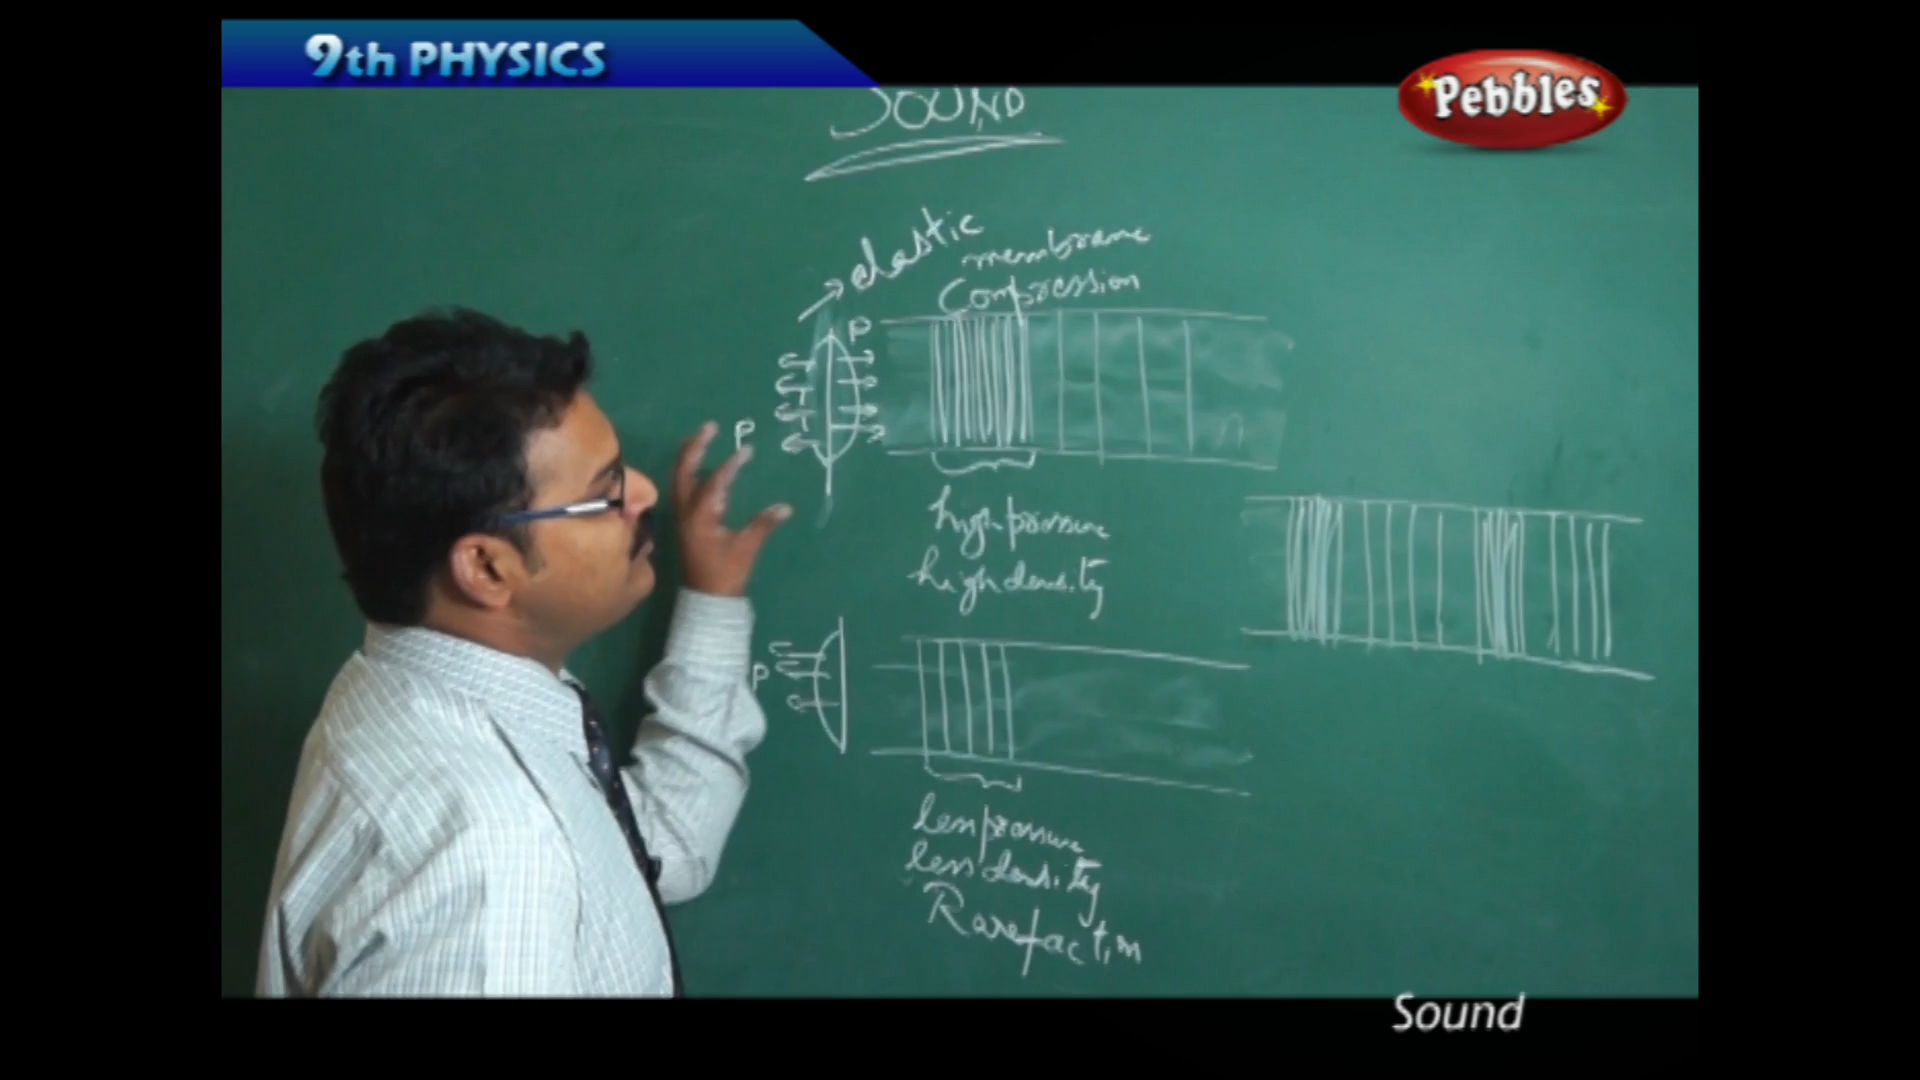 9th PHYSICS
Pebbles
SOUND
elastic
membrane
Compression
P
P
high pressure
high density
P
less pressure
less density
Rarefaction
Sound